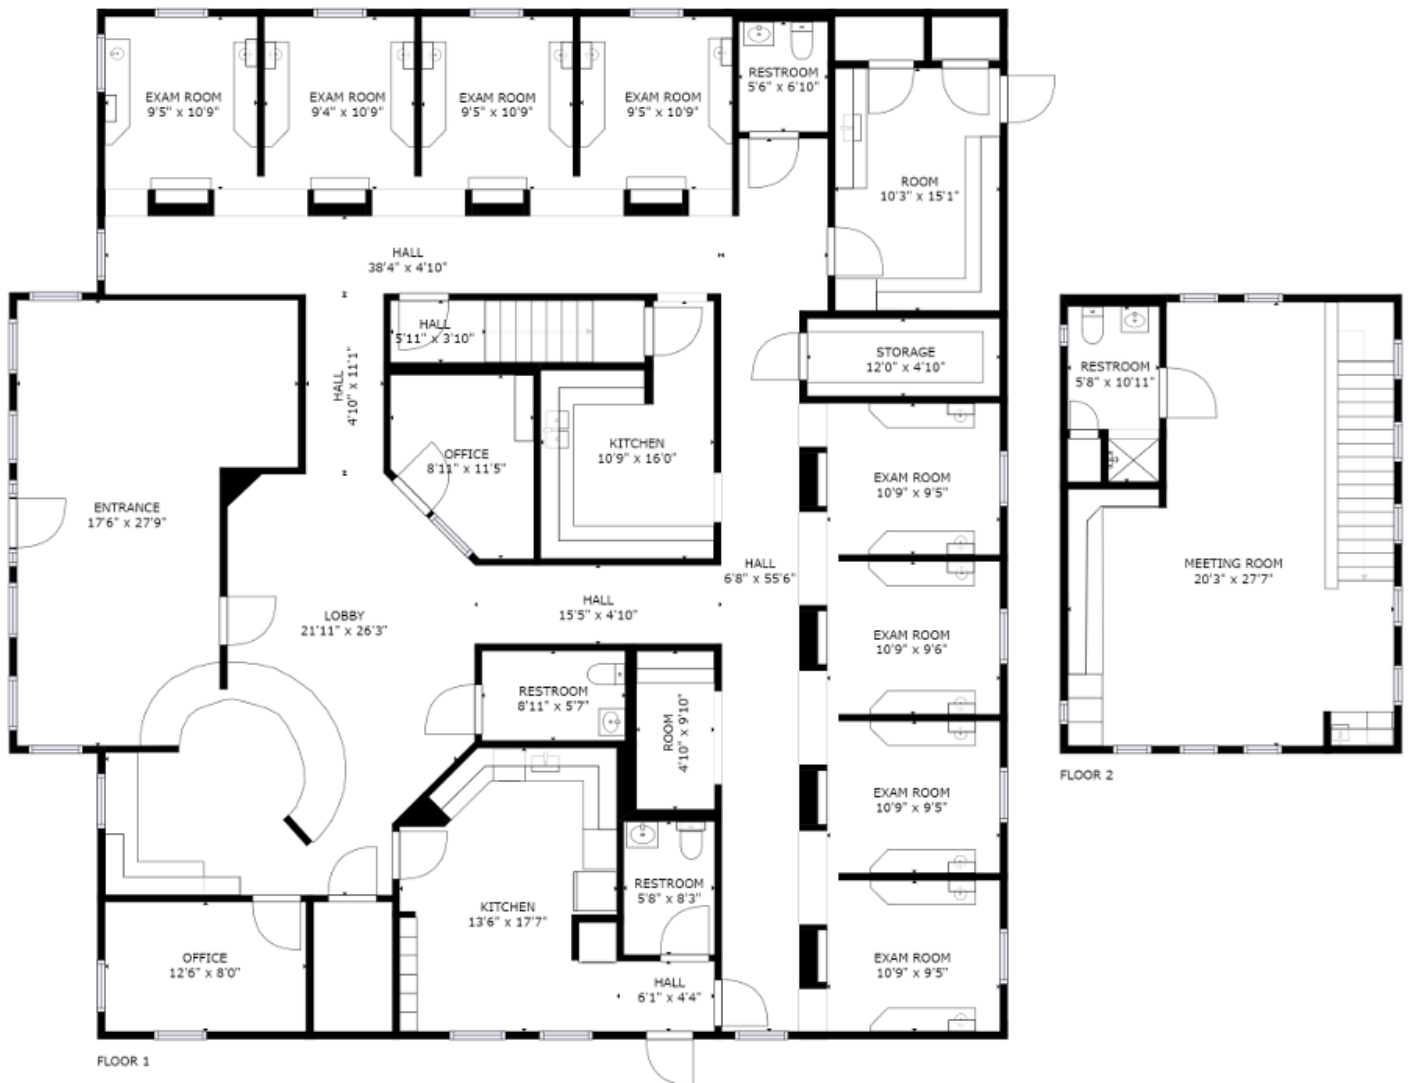 EXAM ROOM
9'5" x 10'9"
EXAM ROOM
9'4" x 10'9"
EXAM ROOM
9'5" x 10'9"
EXAM ROOM
9'5" x 10'9"
RESTROOM
5'6" x 6'10"
ROOM
10'3" x 15'1"
HALL
38'4" x 4'10"
HALL
5'11" x 3'10"
HALL
4'10" x 11'1"
STORAGE
12'0" x 4'10"
RESTROOM
5'8" x 10'11"
OFFICE
8'11" x 11'5"
KITCHEN
10'9" x 16'0"
EXAM ROOM
10'9" x 9'5"
ENTRANCE
17'6" x 27'9"
HALL
6'8" x 55'6"
MEETING ROOM
20'3" x 27'7"
LOBBY
21'11" x 26'3"
HALL
15'5" x 4'10"
EXAM ROOM
10'9" x 9'6"
RESTROOM
8'11" x 5'7"
ROOM
4'10" x 9'10"
FLOOR 2
EXAM ROOM
10'9" x 9'5"
RESTROOM
5'8" x 8'3"
KITCHEN
13'6" x 17'7"
OFFICE
12'6" x 8'0"
EXAM ROOM
10'9" x 9'5"
HALL
6'1" x 4'4"
FLOOR 1